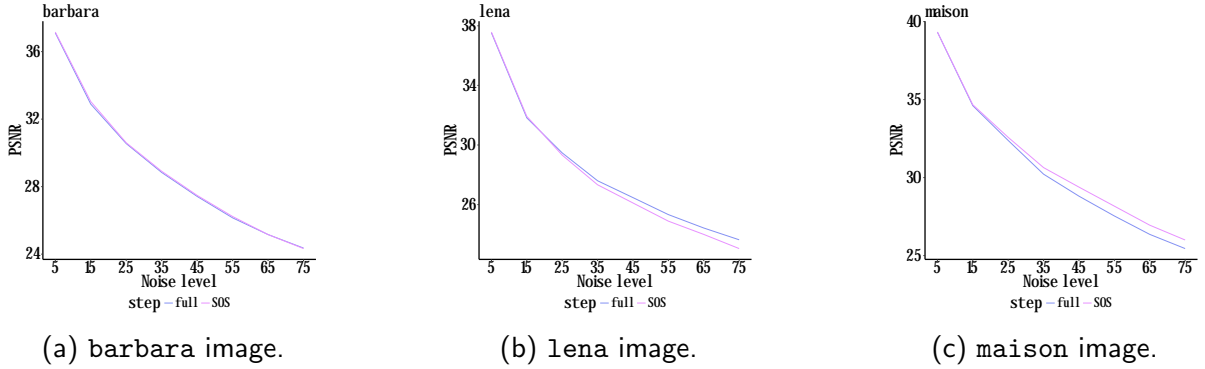 barbara
PSNR
36
32
28
24
5 15 25 35 45 55 65 75
Noise level
step full SOS
(a) barbara image.
lena
PSNR
38
34
30
26
5 15 25 35 45 55 65 75
Noise level
step full SOS
(b) lena image.
maison
PSNR
40
35
30
25
5 15 25 35 45 55 65 75
Noise level
step full SOS
(c) maison image.